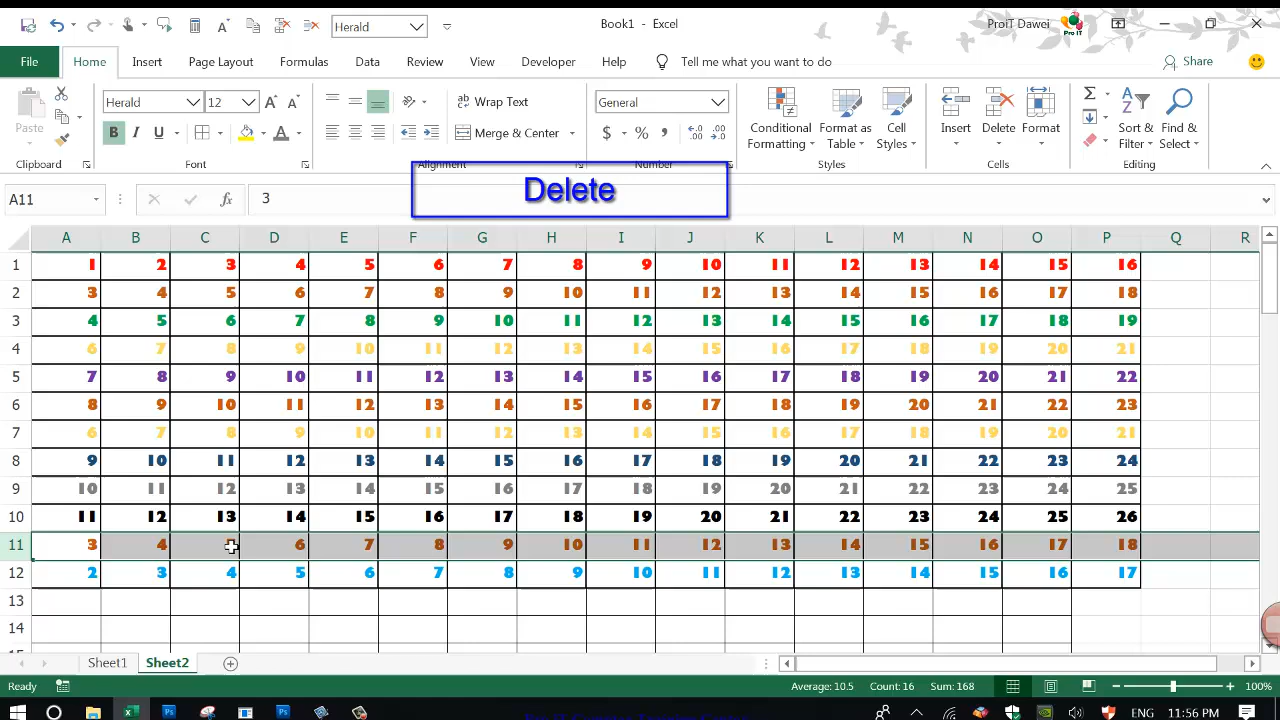 Herald
Book1 - Excel
ProIT Dawei
Pro IT
File Home Insert Page Layout Formulas Data Review View Developer Help Tell me what you want to do Share
Paste
Clipboard
Herald 12
B I U A
Font
Wrap Text
Merge & Center
Alignment
General
$ % ,
Number
Conditional Formatting
Format as Table
Cell Styles
Styles
Insert Delete Format
Cells
Sort & Filter
Find & Select
Editing
Delete
A11 fx 3
A B C D E F G H I J K L M N O P Q R
1 1 2 3 4 5 6 7 8 9 10 11 12 13 14 15 16
2 3 4 5 6 7 8 9 10 11 12 13 14 15 16 17 18
3 4 5 6 7 8 9 10 11 12 13 14 15 16 17 18 19
4 6 7 8 9 10 11 12 13 14 15 16 17 18 19 20 21
5 7 8 9 10 11 12 13 14 15 16 17 18 19 20 21 22
6 8 9 10 11 12 13 14 15 16 17 18 19 20 21 22 23
7 6 7 8 9 10 11 12 13 14 15 16 17 18 19 20 21
8 9 10 11 12 13 14 15 16 17 18 19 20 21 22 23 24
9 10 11 12 13 14 15 16 17 18 19 20 21 22 23 24 25
10 11 12 13 14 15 16 17 18 19 20 21 22 23 24 25 26
11 3 4 6 7 8 9 10 11 12 13 14 15 16 17 18
12 2 3 4 5 6 7 8 9 10 11 12 13 14 15 16 17
13
14
Sheet1 Sheet2
Ready Average: 10.5 Count: 16 Sum: 168 100%
ENG 11:56 PM